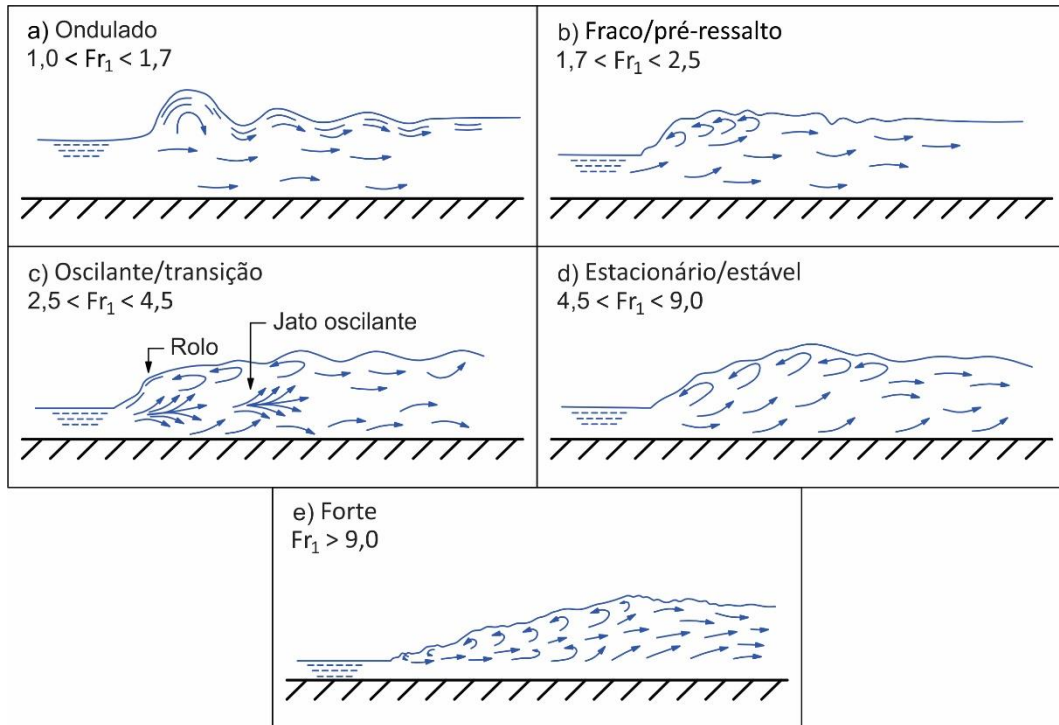 a) Ondulado
1,0 < Fr₁ < 1,7
b) Fraco/pré-ressalto
1,7 < Fr₁ < 2,5
c) Oscilante/transição
2,5 < Fr₁ < 4,5
Jato oscilante
Rolo
d) Estacionário/estável
4,5 < Fr₁ < 9,0
e) Forte
Fr₁ > 9,0